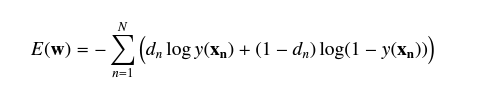 E(w) = − ∑_{n=1}^{N} (d_n log y(x_n) + (1 − d_n) log(1 − y(x_n)))